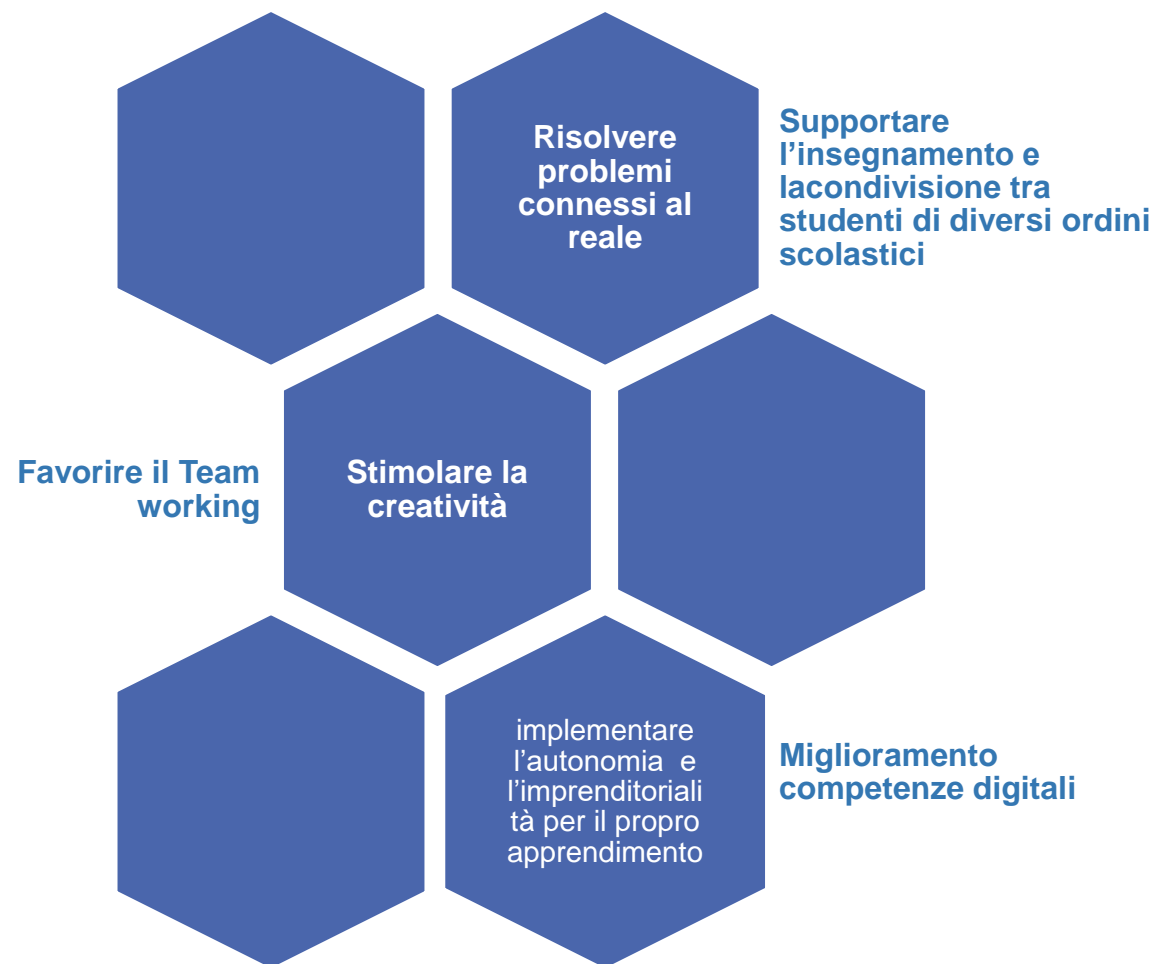 Risolvere
problemi
connessi al
reale
Supportare
l’insegnamento e
lacondivisione tra
studenti di diversi ordini
scolastici
Favorire il Team
working
Stimolare la
creatività
implementare
l’autonomia  e
l’imprenditoriali
tà per il propro
apprendimento
Miglioramento
competenze digitali